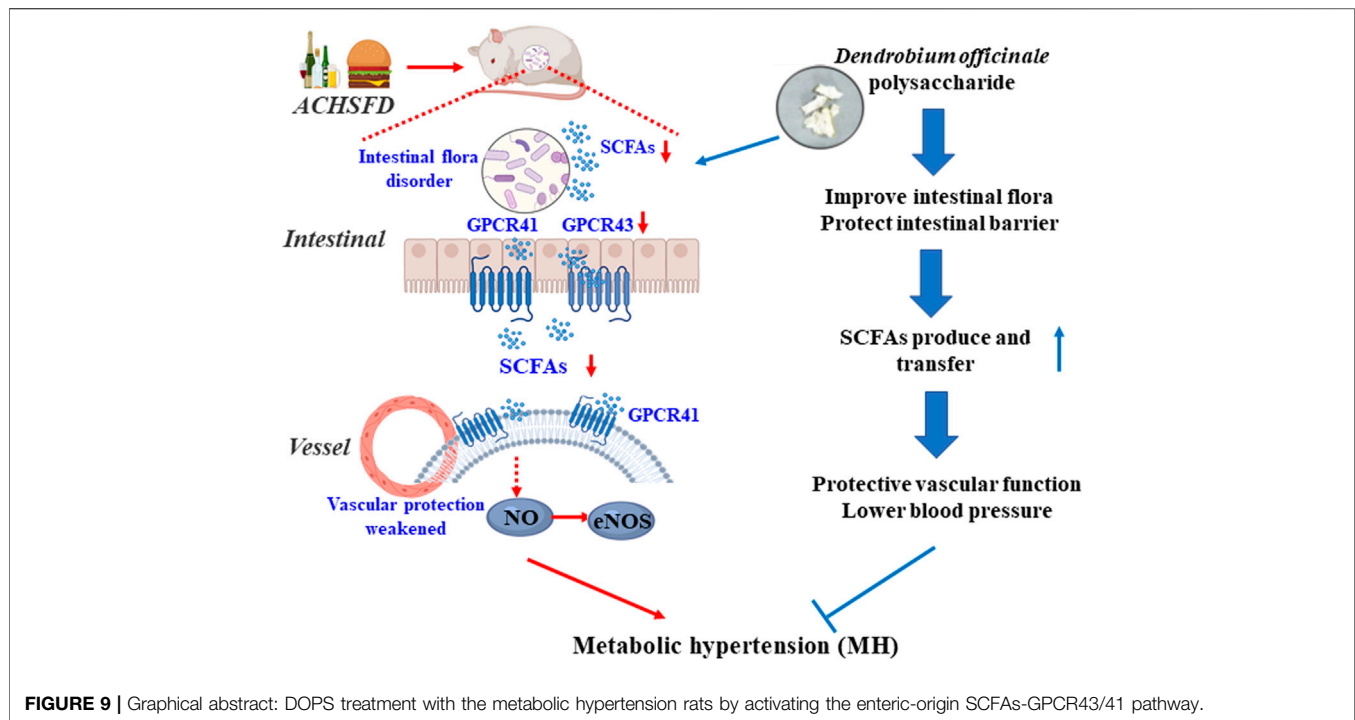 ACHSFD
Intestinal flora
disorder
SCFAs
GPCR41
GPCR43
Intestinal
SCFAs
GPCR41
Vessel
Vascular protection
weakened
NO
eNOS
Dendrobium officinale
polysaccharide
Improve intestinal flora
Protect intestinal barrier
SCFAs produce and
transfer
Protective vascular function
Lower blood pressure
Metabolic hypertension (MH)
FIGURE 9 | Graphical abstract: DOPS treatment with the metabolic hypertension rats by activating the enteric-origin SCFAs-GPCR43/41 pathway.